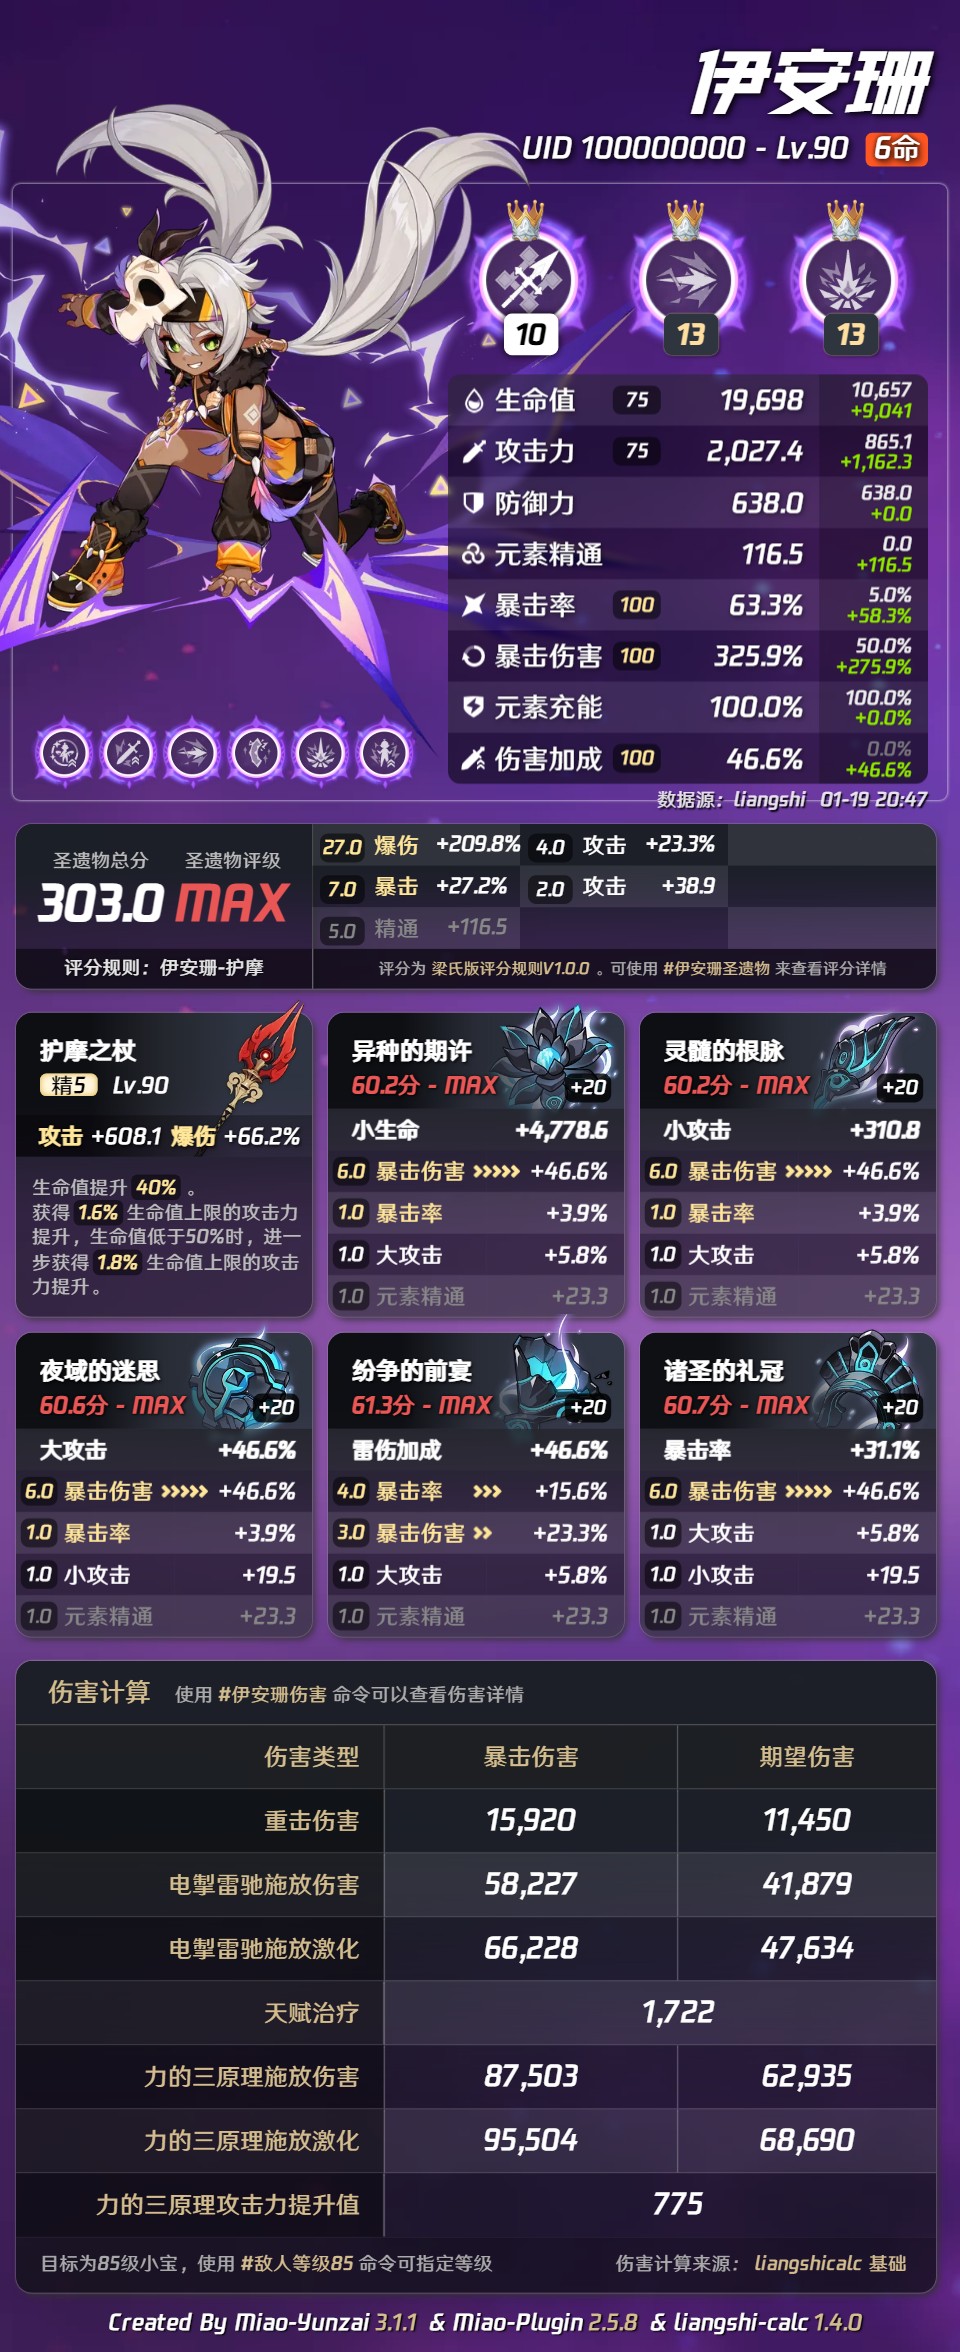 伊安珊
UID 100000000 - Lv.90 6命
10 13 13
生命值 75 19,698 10,657 +9,041
攻击力 75 2,027.4 865.1 +1,162.3
防御力 638.0 638.0 +0.0
元素精通 116.5 0.0 +116.5
暴击率 100 63.3% 5.0% +58.3%
暴击伤害 100 325.9% 50.0% +275.9%
元素充能 100.0% 100.0% +0.0%
伤害加成 100 46.6% 0.0% +46.6%
数据源：liangshi 01-19 20:47
圣遗物总分 圣遗物评级
303.0 MAX
27.0 爆伤 +209.8% 4.0 攻击 +23.3%
7.0 暴击 +27.2% 2.0 攻击 +38.9
5.0 精通 +116.5
评分规则：伊安珊-护摩
评分为 梁氏版评分规则V1.0.0 。可使用 #伊安珊圣遗物 来查看评分详情
护摩之杖
精5 Lv.90
攻击 +608.1 爆伤 +66.2%
生命值提升 40% 。
获得 1.6% 生命值上限的攻击力
提升，生命值低于50%时，进一
步获得 1.8% 生命值上限的攻击
力提升。
异种的期许
60.2分 - MAX +20
小生命 +4,778.6
6.0 暴击伤害 +46.6%
1.0 暴击率 +3.9%
1.0 大攻击 +5.8%
1.0 元素精通 +23.3
灵髓的根脉
60.2分 - MAX +20
小攻击 +310.8
6.0 暴击伤害 +46.6%
1.0 暴击率 +3.9%
1.0 大攻击 +5.8%
1.0 元素精通 +23.3
夜域的迷思
60.6分 - MAX +20
大攻击 +46.6%
6.0 暴击伤害 +46.6%
1.0 暴击率 +3.9%
1.0 小攻击 +19.5
1.0 元素精通 +23.3
纷争的前宴
61.3分 - MAX +20
雷伤加成 +46.6%
4.0 暴击率 +15.6%
3.0 暴击伤害 +23.3%
1.0 大攻击 +5.8%
1.0 元素精通 +23.3
诸圣的礼冠
60.7分 - MAX +20
暴击率 +31.1%
6.0 暴击伤害 +46.6%
1.0 大攻击 +5.8%
1.0 小攻击 +19.5
1.0 元素精通 +23.3
伤害计算 使用 #伊安珊伤害 命令可以查看伤害详情
伤害类型 暴击伤害 期望伤害
重击伤害 15,920 11,450
电掣雷驰施放伤害 58,227 41,879
电掣雷驰施放激化 66,228 47,634
天赋治疗 1,722
力的三原理施放伤害 87,503 62,935
力的三原理施放激化 95,504 68,690
力的三原理攻击力提升值 775
目标为85级小宝，使用 #敌人等级85 命令可指定等级 伤害计算来源： liangshicalc 基础
Created By Miao-Yunzai 3.1.1 & Miao-Plugin 2.5.8 & liangshi-calc 1.4.0